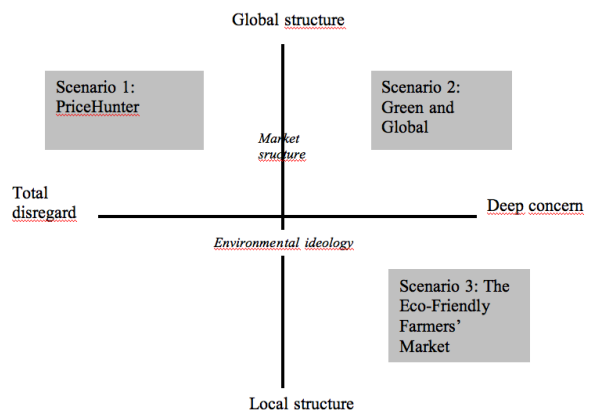 Global structure
Scenario 1:
PriceHunter
Scenario 2:
Green and
Global
Market
sructure
Total
disregard
Deep concern
Environmental ideology
Scenario 3: The
Eco-Friendly
Farmers’
Market
Local structure